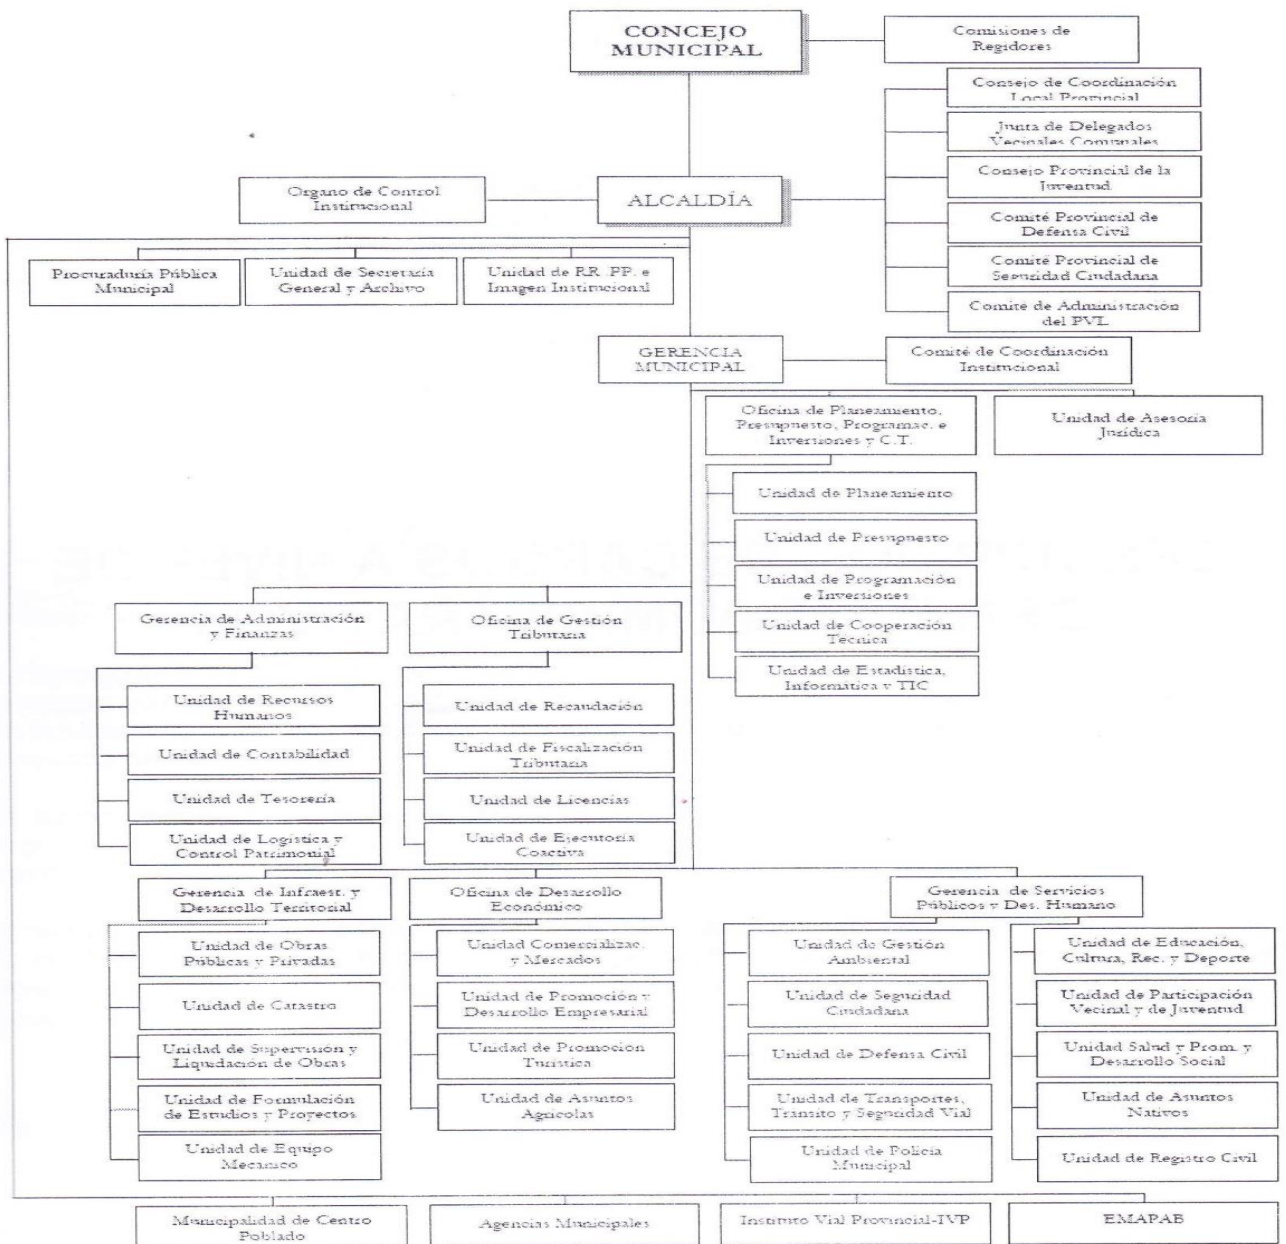 CONCEJO
MUNICIPAL
Comisiones de
Regidores
Consejo de Coordinación
Local Provincial
Junta de Delegados
Vecinales Comunales
Consejo Provincial de la
Juventud
Comité Provincial de
Defensa Civil
Comité Provincial de
Seguridad Ciudadana
Comité de Administración
del PVL
Organo de Control
Institucional
ALCALDÍA
Procuraduría Pública
Municipal
Unidad de Secretaría
General y Archivo
Unidad de RR .PP. e
Imagen Institucional
GERENCIA
MUNICIPAL
Comité de Coordinación
Institucional
Oficina de Planeamiento,
Presupuesto, Programac. e
Inversiones y C.T.
Unidad de Asesoría
Jurídica
Unidad de Planeamiento
Unidad de Presupuesto
Unidad de Programación
e Inversiones
Unidad de Cooperación
Tecnica
Unidad de Estadística,
Informática y TIC
Gerencia de Administración
y Finanzas
Oficina de Gestión
Tributaria
Unidad de Recursos
Humanos
Unidad de Contabilidad
Unidad de Tesorería
Unidad de Logística y
Control Patrimonial
Unidad de Recaudación
Unidad de Fiscalización
Tributaria
Unidad de Licencias
Unidad de Ejecutoria
Coactiva
Gerencia de Infraest. y
Desarrollo Territorial
Oficina de Desarrollo
Económico
Gerencia de Servicios
Públicos y Des. Humano
Unidad de Obras
Públicas y Privadas
Unidad de Catastro
Unidad de Supervisión y
Liquidación de Obras
Unidad de Formulación
de Estudios y Proyectos
Unidad de Equipo
Mecanico
Unidad Comercializac.
y Mercados
Unidad de Promoción y
Desarrollo Empresarial
Unidad de Promoción
Turística
Unidad de Asuntos
Agrícolas
Unidad de Gestión
Ambiental
Unidad de Seguridad
Ciudadana
Unidad de Defensa Civil
Unidad de Transportes,
Transito y Seguridad Vial
Unidad de Policía
Municipal
Unidad de Educación,
Cultura, Rec. y Deporte
Unidad de Participación
Vecinal y de Juventud
Unidad Salud y Prom. y
Desarrollo Social
Unidad de Asuntos
Nativos
Unidad de Registro Civil
Municipalidad de Centro
Poblado
Agencias Municipales
Instituto Vial Provincial-IVP
EMAPAB